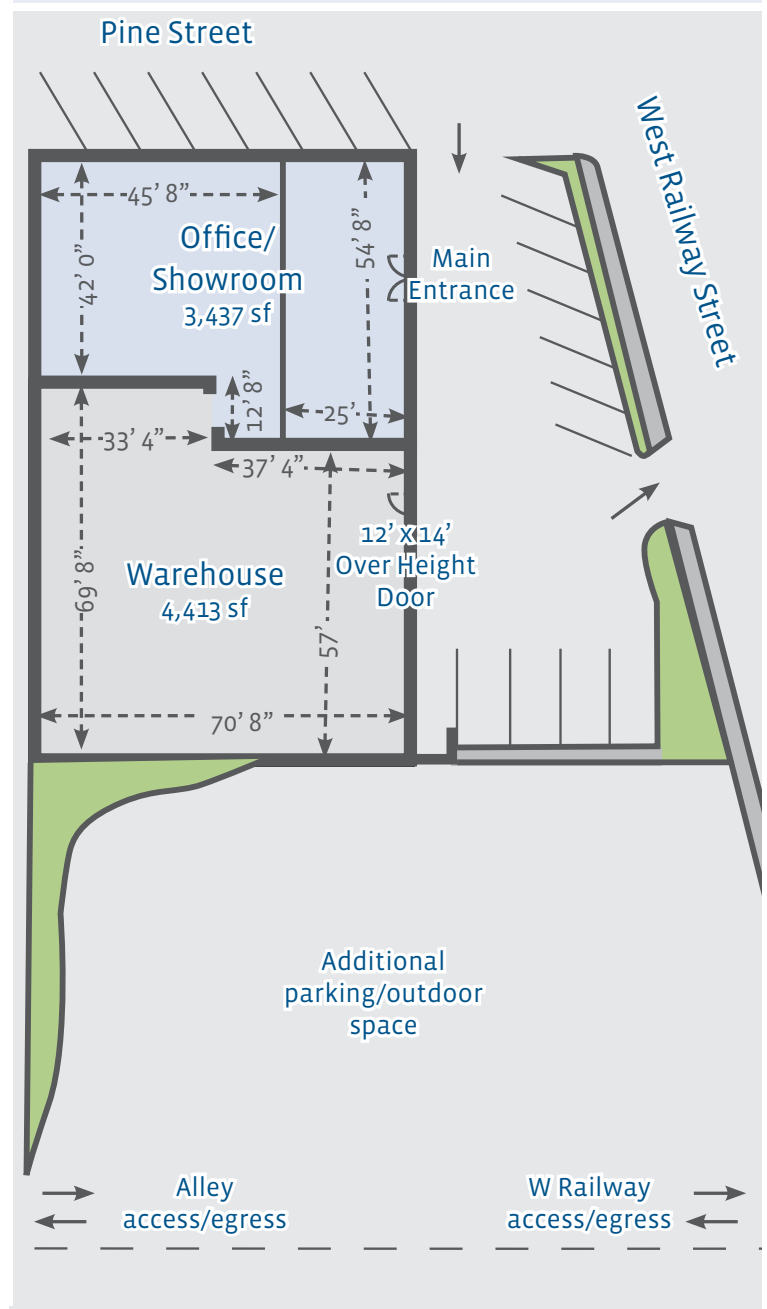 Pine Street
West Railway Street
45’ 8”
42’ 0”
54’ 8”
Office/
Showroom
3,437 sf
Main
Entrance
12’ 8”
25’
33’ 4”
37’ 4”
12’ x 14’
Over Height
Door
Warehouse
4,413 sf
69’ 8”
57’
70’ 8”
Additional
parking/outdoor
space
Alley
access/egress
W Railway
access/egress